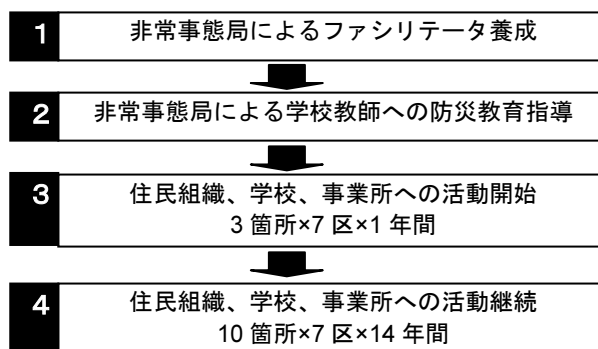 1 非常事態局によるファシリテータ養成
2 非常事態局による学校教師への防災教育指導
3 住民組織、学校、事業所への活動開始
3 箇所×7 区×1 年間
4 住民組織、学校、事業所への活動継続
10 箇所×7 区×14 年間